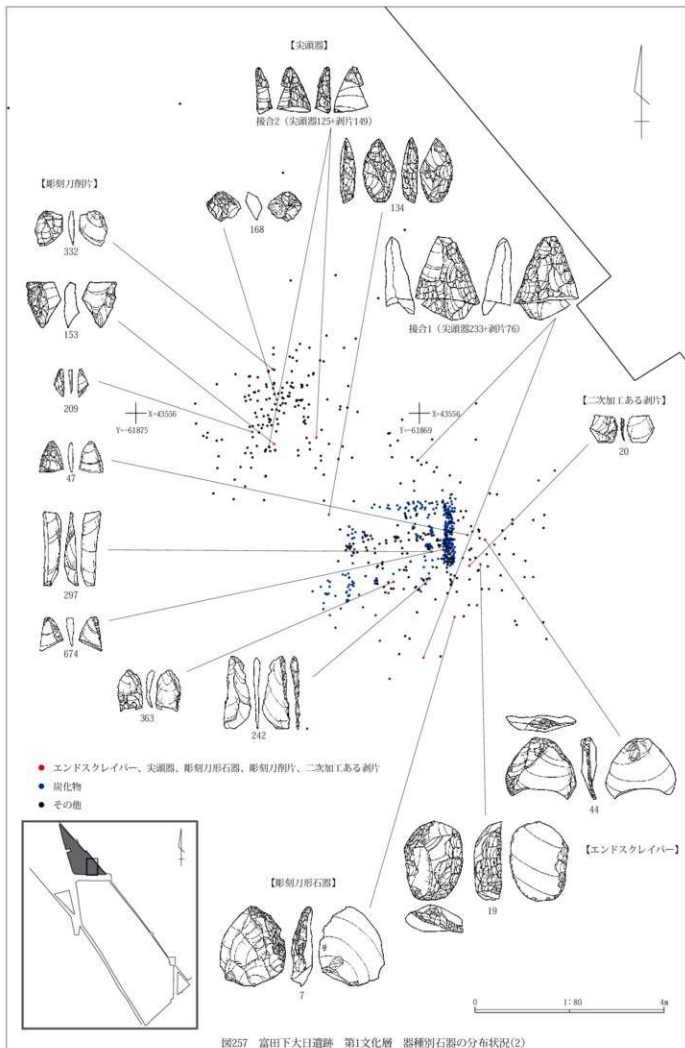 【尖頭器】
接合2（尖頭器125+剥片149）
134
【彫刻刀削片】
332
168
153
接合1（尖頭器233+剥片76）
209
X=43556
Y=-61875
X=43556
Y=-61869
【二次加工ある剥片】
20
47
297
674
363
242
44
● エンドスクレイパー、尖頭器、彫刻刀形石器、彫刻刀削片、二次加工ある剥片
● 炭化物
● その他
【エンドスクレイパー】
19
【彫刻刀形石器】
7
0 1:80 4m
図257 富田下大日遺跡 第1文化層 器種別石器の分布状況(2)